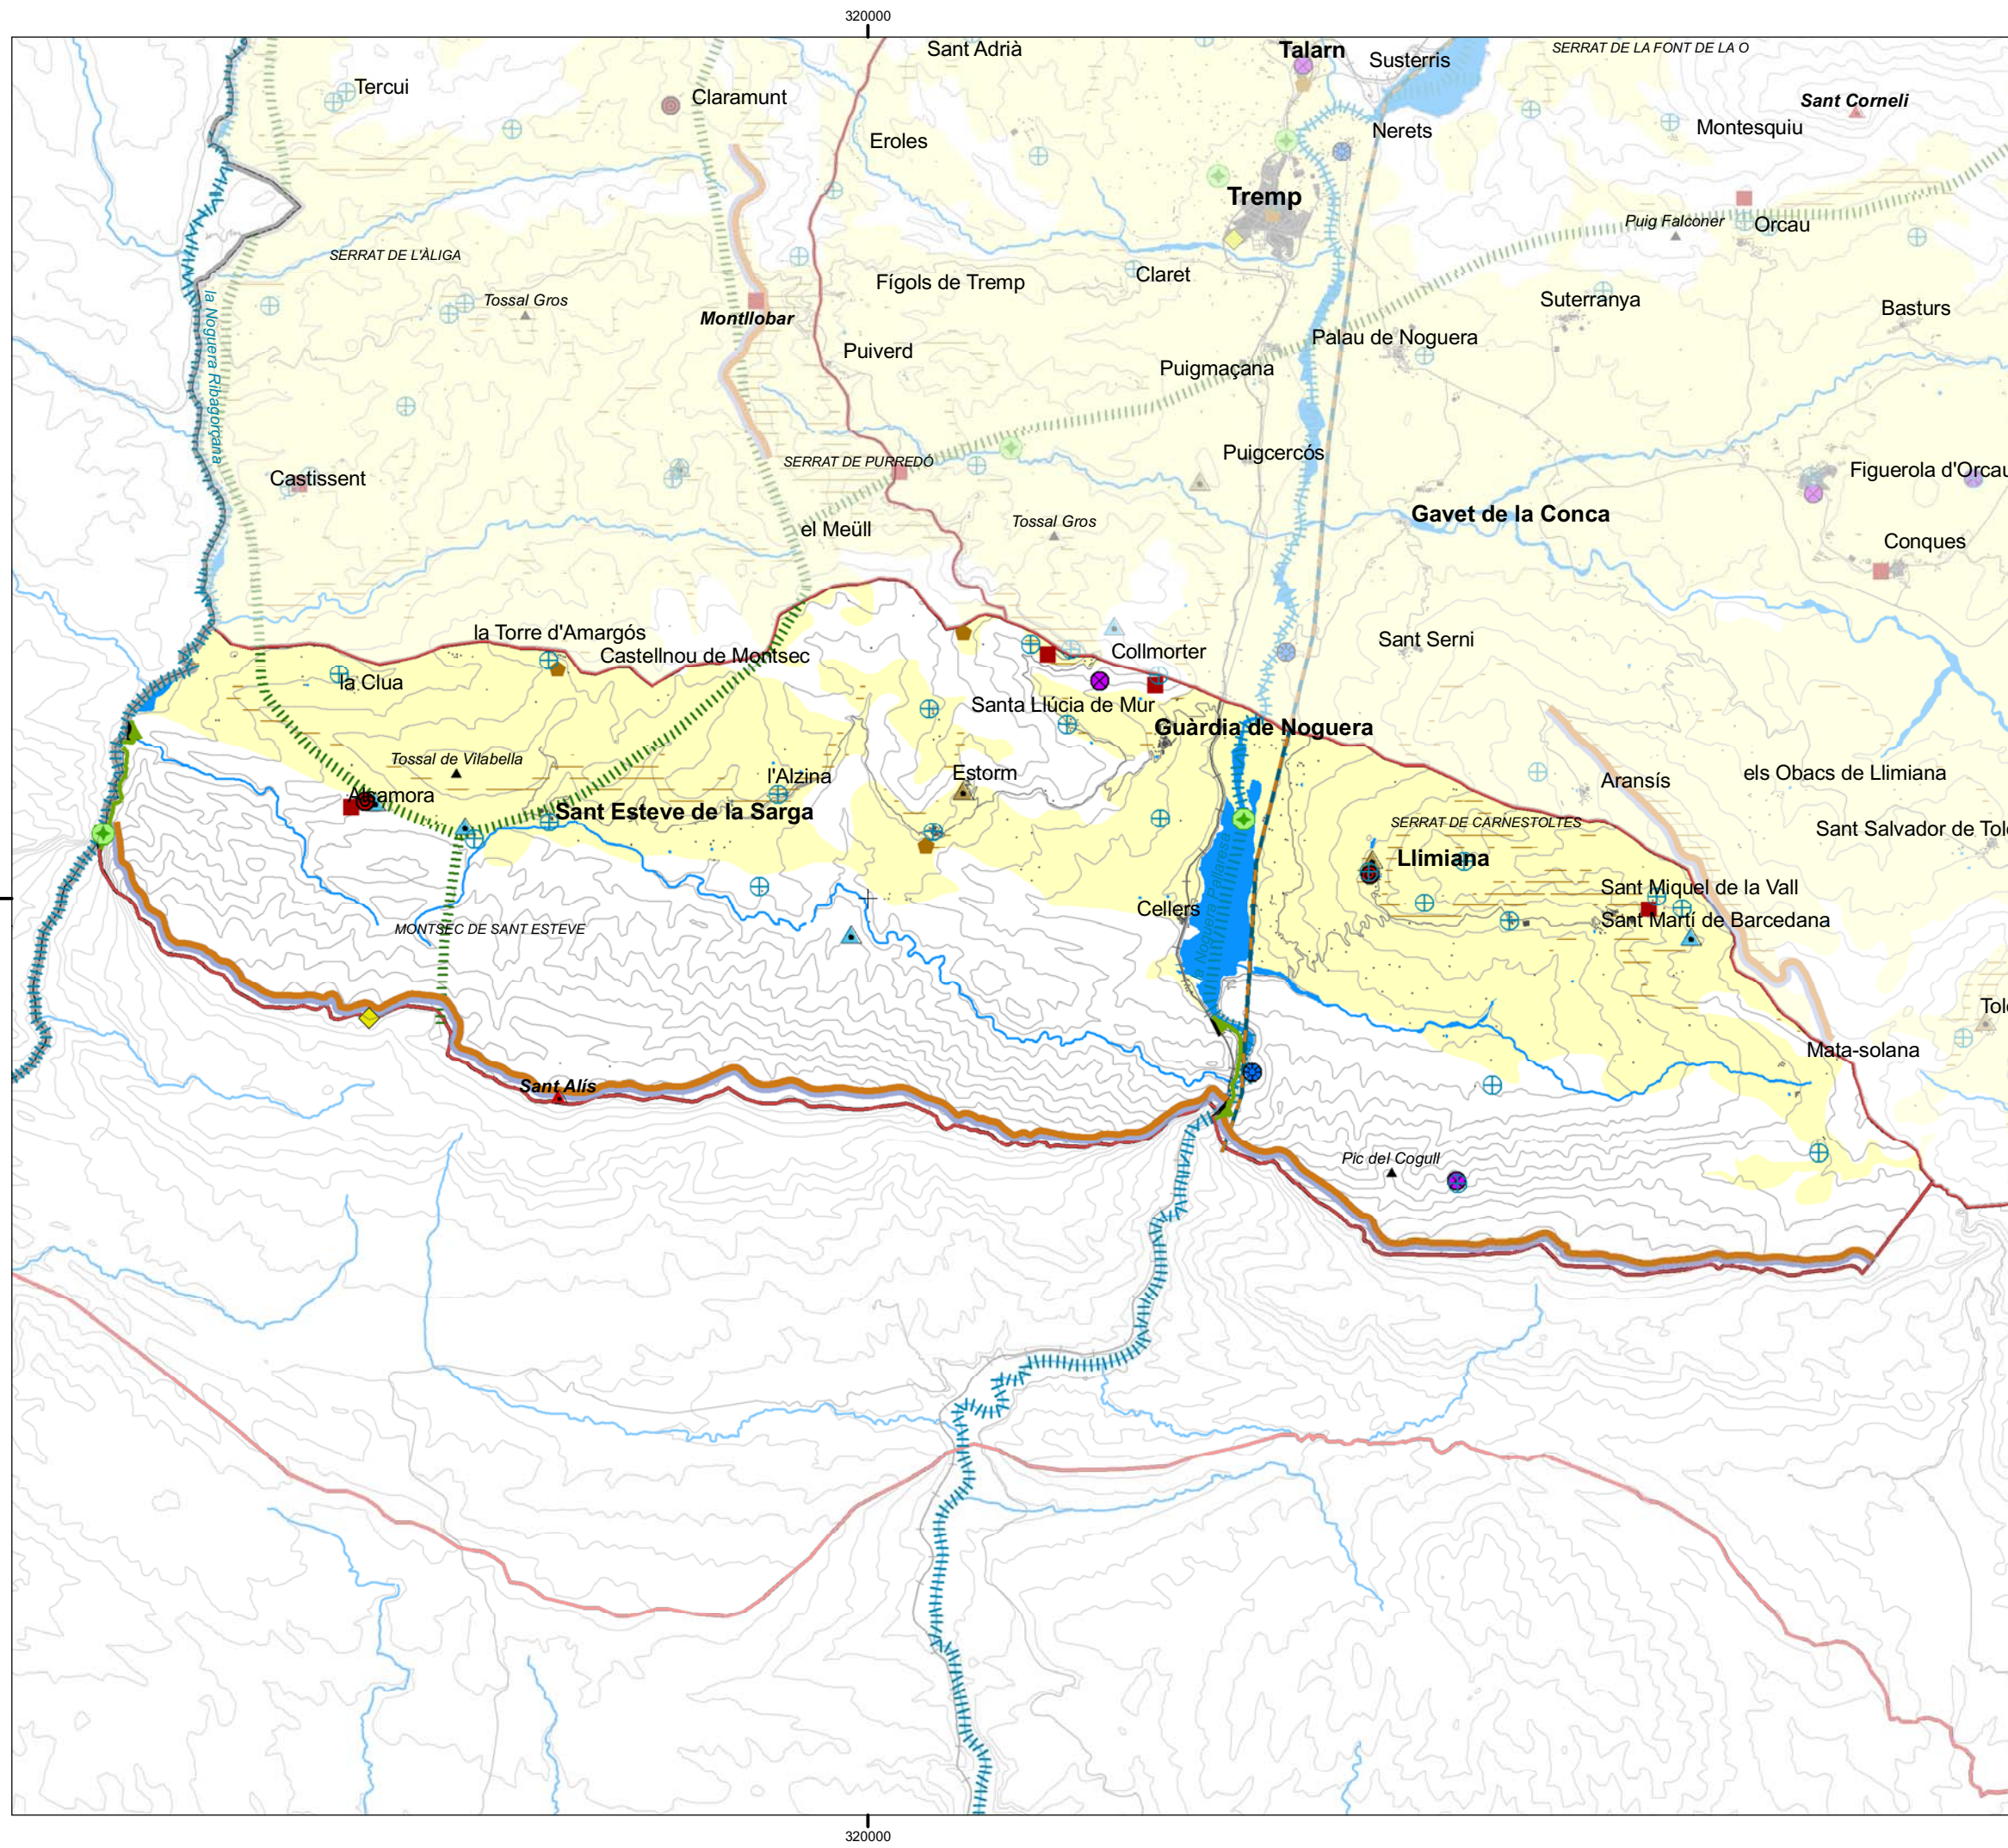 320000
Sant Adrià
Talarn
Susterris
SERRAT DE LA FONT DE LA O
Tercui
Claramunt
Sant Corneli
Eroles
Nerets
Montesquiu
Tremp
Puig Falconer
Orcau
SERRAT DE L'ÀLIGA
Fígols de Tremp
Claret
Tossal Gros
Suterranya
Basturs
Montllobar
la Noguera Ribagorçana
Puiverd
Palau de Noguera
Puigmaçana
Puigcercós
SERRAT DE PURREDÓ
Castissent
Figuerola d'Orcau
el Meüll
Tossal Gros
Gavet de la Conca
Conques
la Torre d'Amargós
Castellnou de Montsec
Collmorter
Sant Serni
la Clua
Santa Llúcia de Mur
Guàrdia de Noguera
Tossal de Vilabella
l'Alzina
Estorm
Aransís
els Obacs de Llimiana
Alsamora
Sant Esteve de la Sarga
SERRAT DE CARNESTOLTES
Sant Salvador de Tol
Llimiana
la Noguera Pallaresa
Sant Miquel de la Vall
Cellers
Sant Martí de Barcedana
MONTSEC DE SANT ESTEVE
Tol
Mata-solana
Sant Alís
Pic del Cogull
320000